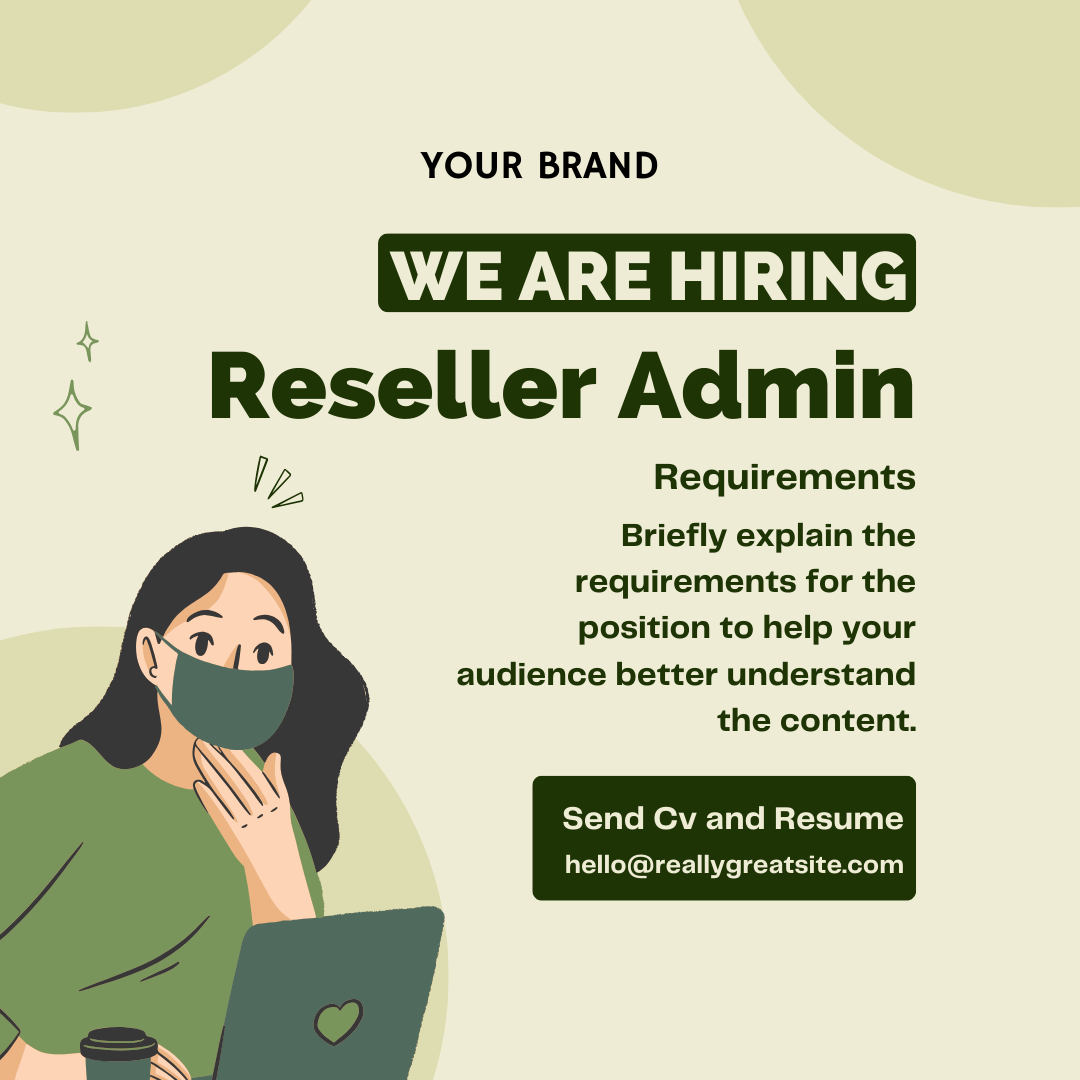 YOUR BRAND
WE ARE HIRING
Reseller Admin
Requirements
Briefly explain the
requirements for the
position to help your
audience better understand
the content.
Send Cv and Resume
hello@reallygreatsite.com